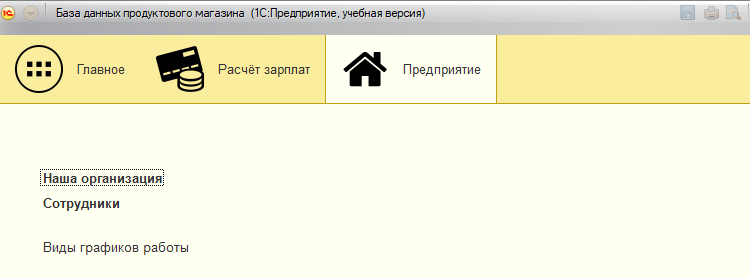 База данных продуктового магазина (1С:Предприятие, учебная версия)
Главное
Расчёт зарплат
Предприятие
Наша организация
Сотрудники
Виды графиков работы